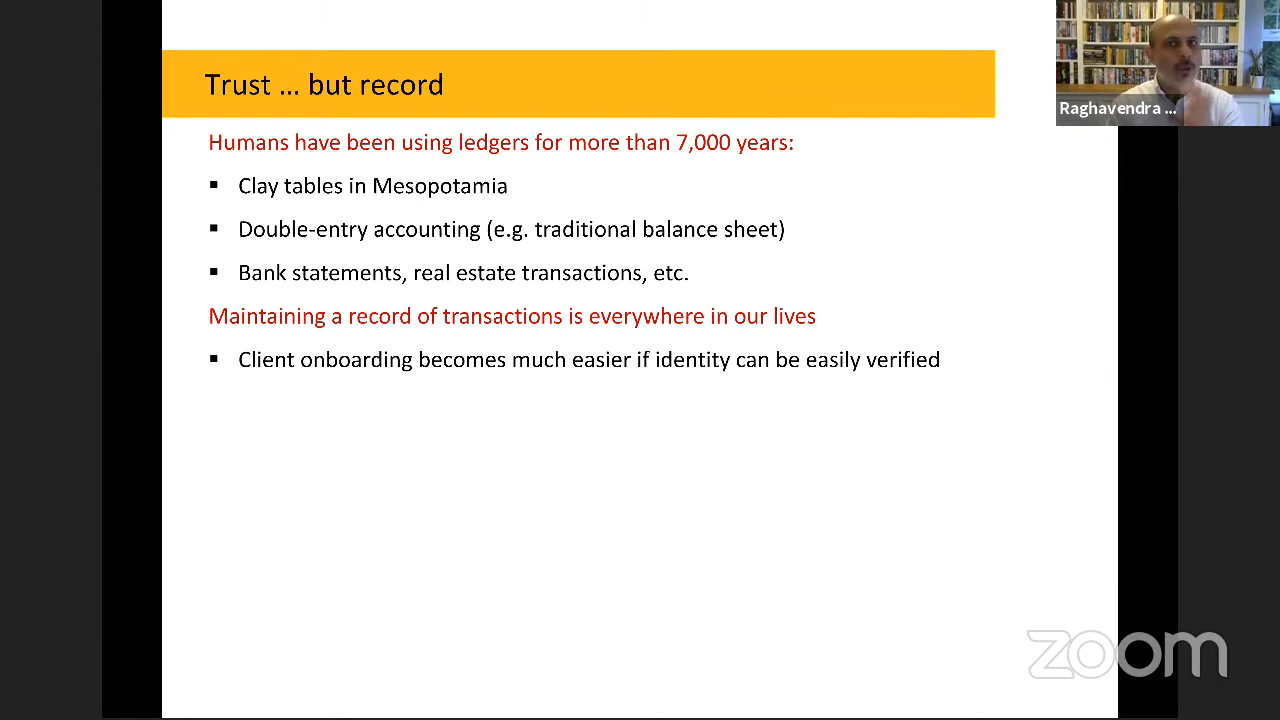 Trust … but record
Raghavendra ...
Humans have been using ledgers for more than 7,000 years:
▪ Clay tables in Mesopotamia
▪ Double-entry accounting (e.g. traditional balance sheet)
▪ Bank statements, real estate transactions, etc.
Maintaining a record of transactions is everywhere in our lives
▪ Client onboarding becomes much easier if identity can be easily verified
zoom